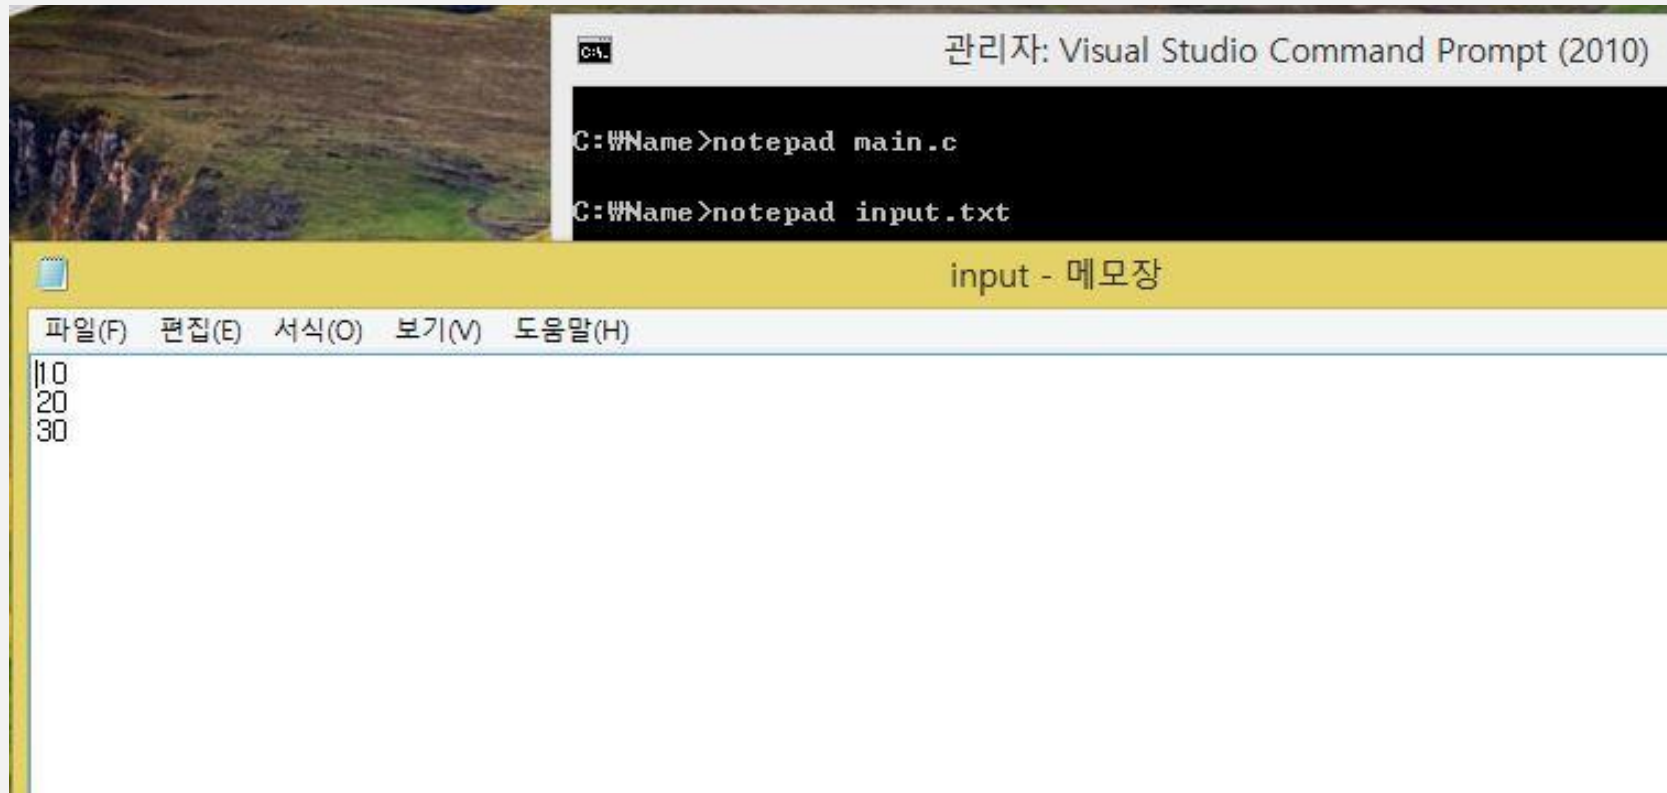 관리자: Visual Studio Command Prompt (2010)
C:₩Name>notepad main.c
C:₩Name>notepad input.txt
input - 메모장
파일(F) 편집(E) 서식(O) 보기(V) 도움말(H)
10
20
30